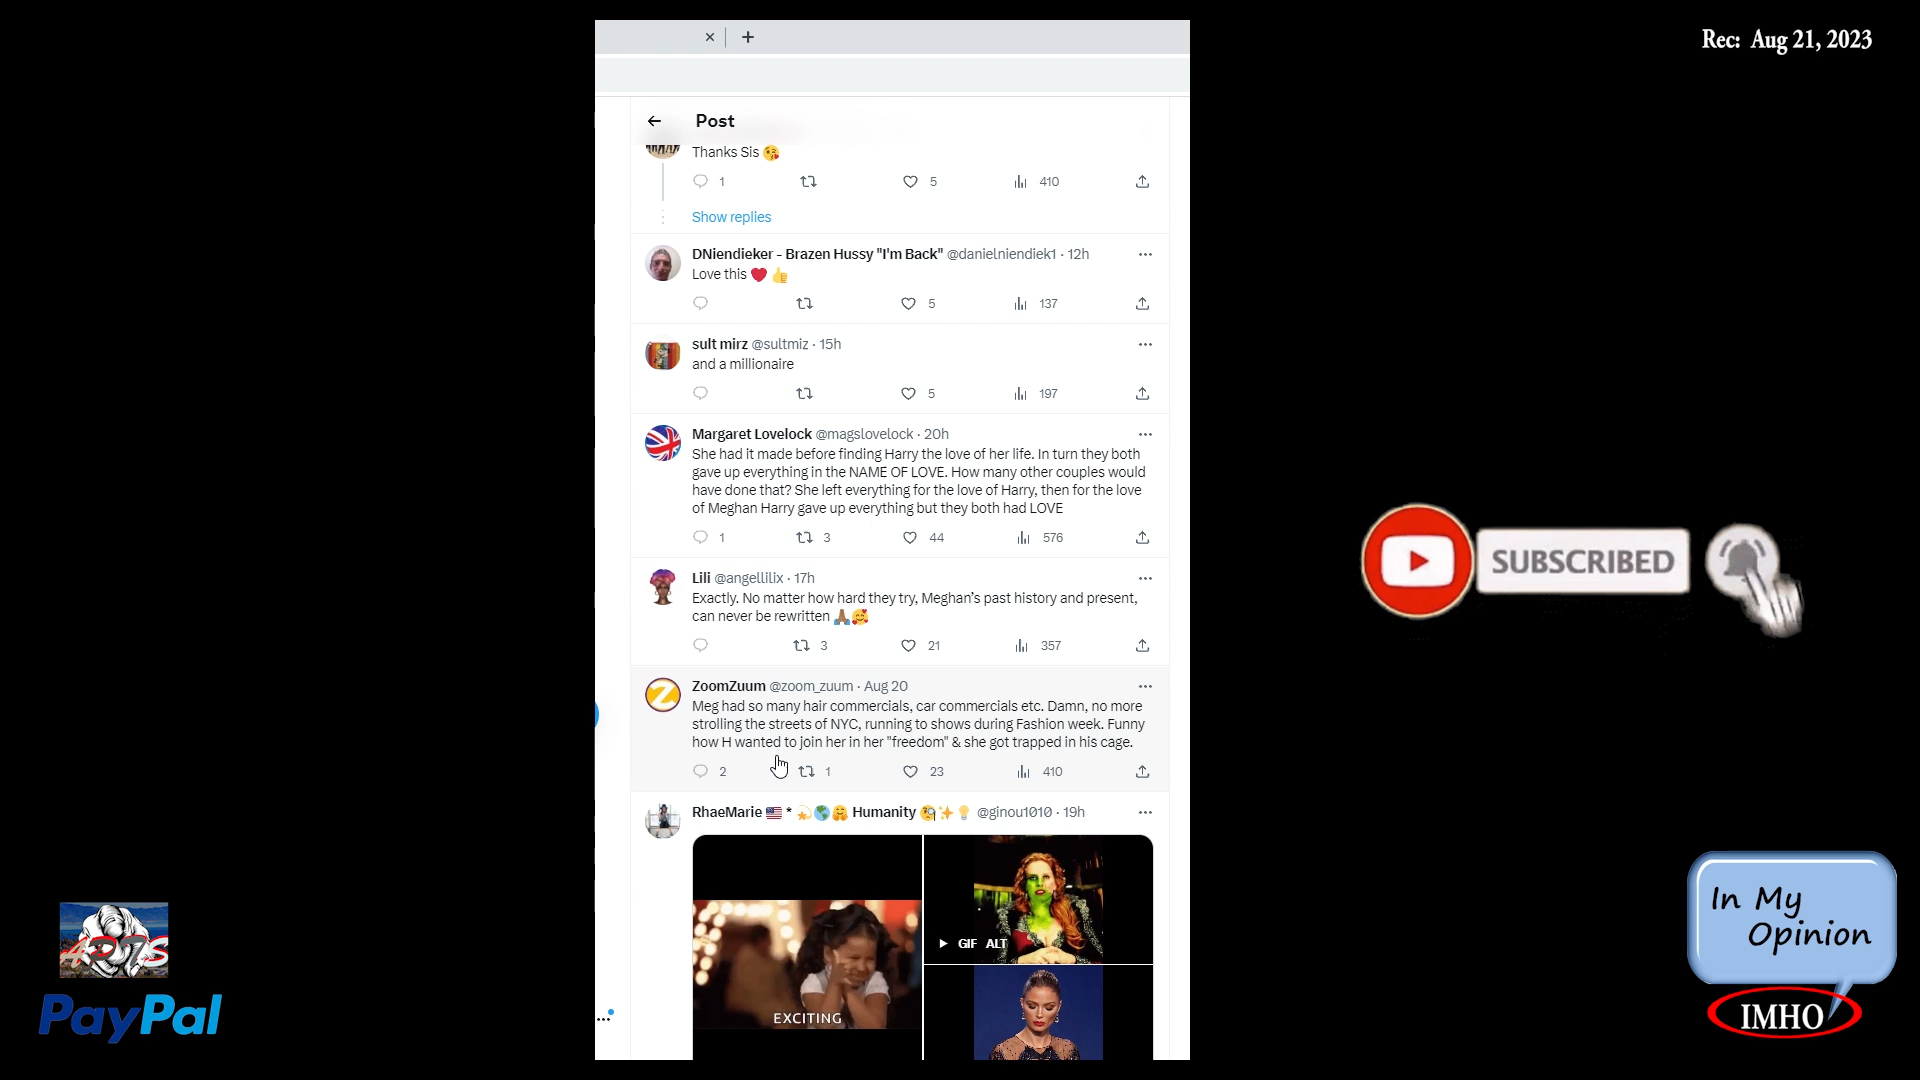 Rec: Aug 21, 2023
Post
Thanks Sis 😘
1 5 410
Show replies
DNiendieker - Brazen Hussy "I'm Back" @danielniendiek1 · 12h
Love this ❤️ 👍
5 137
sult mirz @sultmiz · 15h
and a millionaire
5 197
Margaret Lovelock @magslovelock · 20h
She had it made before finding Harry the love of her life. In turn they both
gave up everything in the NAME OF LOVE. How many other couples would
have done that? She left everything for the love of Harry, then for the love
of Meghan Harry gave up everything but they both had LOVE
1 3 44 576
Lili @angellilix · 17h
Exactly. No matter how hard they try, Meghan's past history and present,
can never be rewritten 🙏🏾🥰
3 21 357
ZoomZuum @zoom_zuum · Aug 20
Meg had so many hair commercials, car commercials etc. Damn, no more
strolling the streets of NYC, running to shows during Fashion week. Funny
how H wanted to join her in her "freedom" & she got trapped in his cage.
2 1 23 410
RhaeMarie 🇺🇸 * 💫🌎🤗 Humanity 🧐✨💡 @ginou1010 · 19h
GIF ALT
EXCITING
SUBSCRIBED
PayPal
In My
Opinion
IMHO